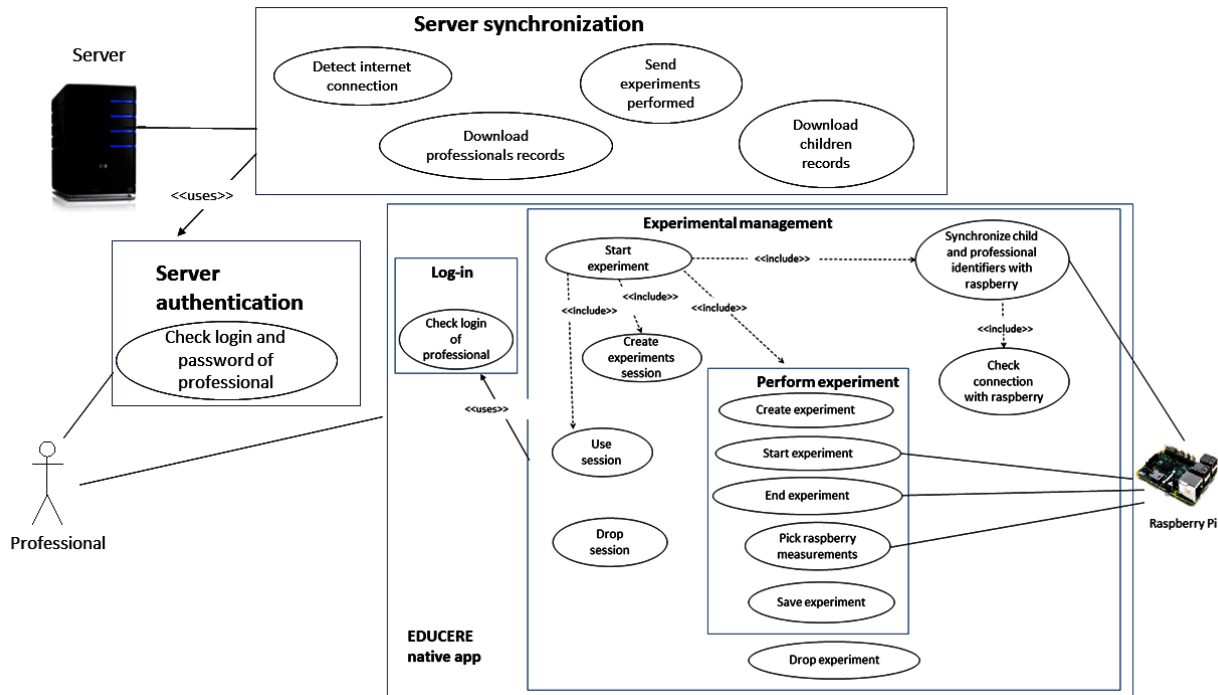 Server synchronization
Server
Detect internet
connection
Send
experiments
performed
Download
professionals records
Download
children
records
<<uses>>
Server
authentication
Check login and
password of
professional
Professional
Log-in
Check login
of
professional
<<uses>>
EDUCERE
native app
Experimental management
Start
experiment
<<include>>
Synchronize child
and professional
identifiers with
raspberry
<<include>>
<<include>>
<<include>>
<<include>>
Create
experiments
session
Check
connection
with raspberry
Use
session
Drop
session
Perform experiment
Create experiment
Start experiment
End experiment
Pick raspberry
measurements
Save experiment
Drop experiment
Raspberry Pi